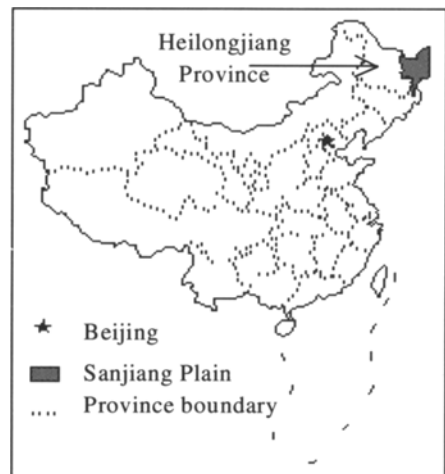 Heilongjiang
Province
Beijing
Sanjiang Plain
Province boundary